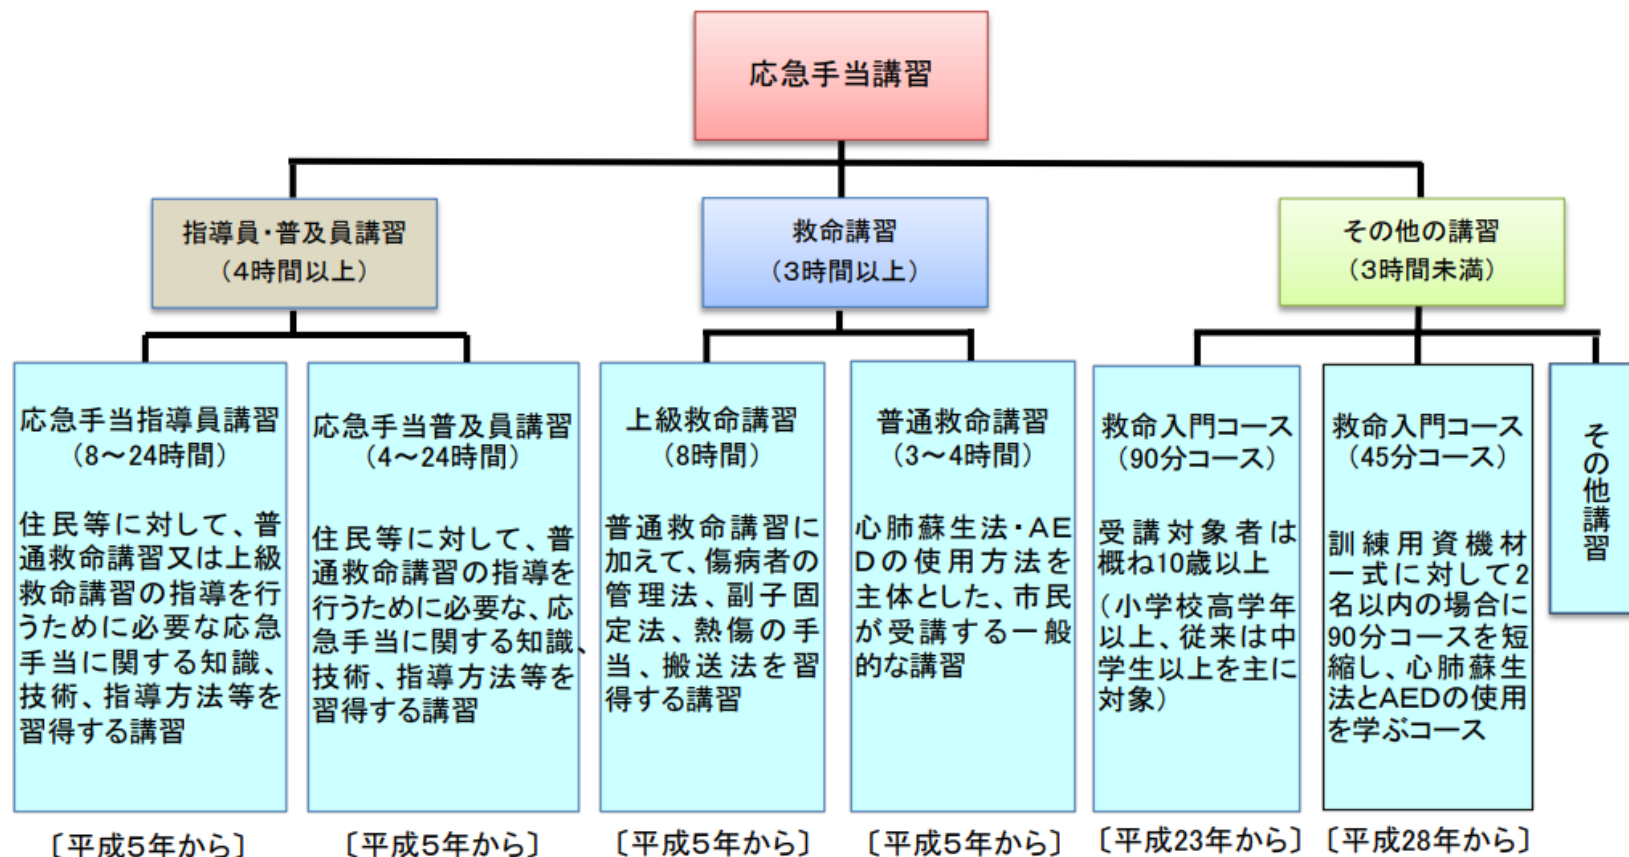 応急手当講習
指導員・普及員講習
（４時間以上）
救命講習
（３時間以上）
その他の講習
（３時間未満）
応急手当指導員講習
（8～24時間）
住民等に対して、普
通救命講習又は上級
救命講習の指導を行
うために必要な応急
手当に関する知識、
技術、指導方法等を
習得する講習
〔平成５年から〕
応急手当普及員講習
（4～24時間）
住民等に対して、普
通救命講習の指導を
行うために必要な、応
急手当に関する知識、
技術、指導方法等を
習得する講習
〔平成５年から〕
上級救命講習
（8時間）
普通救命講習に
加えて、傷病者の
管理法、副子固
定法、熱傷の手
当、搬送法を習
得する講習
〔平成５年から〕
普通救命講習
（3～4時間）
心肺蘇生法・ＡＥ
Ｄの使用方法を
主体とした、市民
が受講する一般
的な講習
〔平成５年から〕
救命入門コース
（90分コース）
受講対象者は
概ね10歳以上
（小学校高学年
以上、従来は中
学生以上を主に
対象）
〔平成23年から〕
救命入門コース
（45分コース）
訓練用資機材
一式に対して2
名以内の場合に
90分コースを短
縮し、心肺蘇生
法とAEDの使用
を学ぶコース
〔平成28年から〕
その他講習